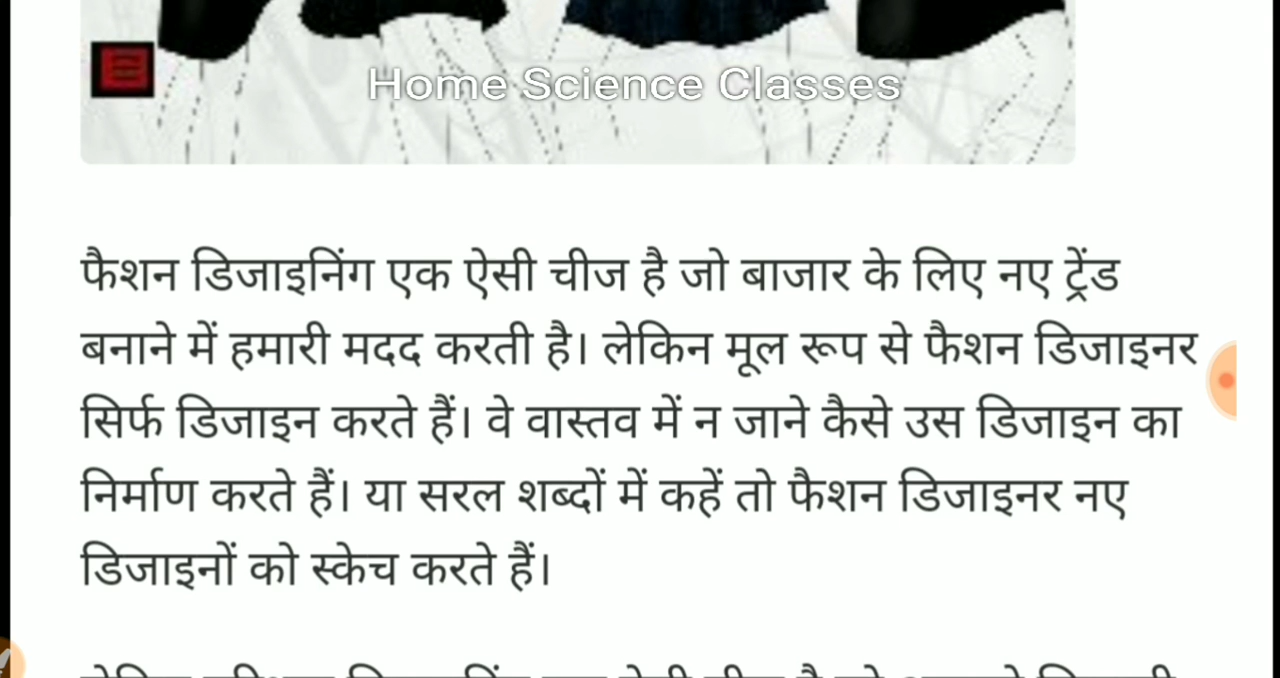 Home Science Classes
फैशन डिजाइनिंग एक ऐसी चीज है जो बाजार के लिए नए ट्रेंड
बनाने में हमारी मदद करती है। लेकिन मूल रूप से फैशन डिजाइनर
सिर्फ डिजाइन करते हैं। वे वास्तव में न जाने कैसे उस डिजाइन का
निर्माण करते हैं। या सरल शब्दों में कहें तो फैशन डिजाइनर नए
डिजाइनों को स्केच करते हैं।